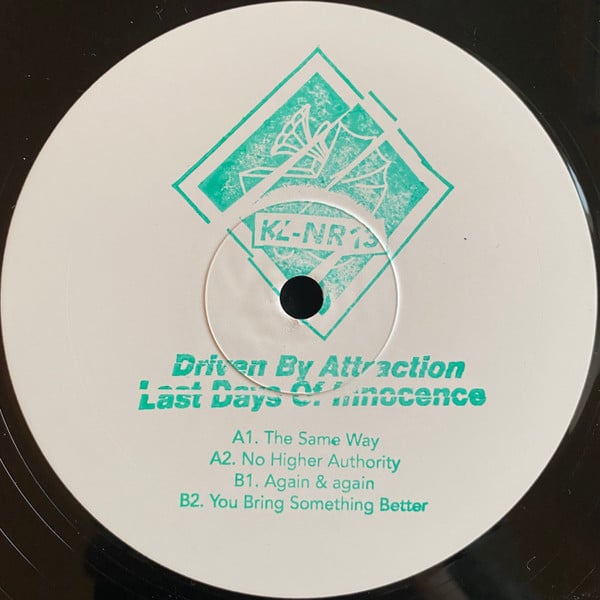 KL-NR13
Driven By Attraction
Last Days Of Innocence
A1. The Same Way
A2. No Higher Authority
B1. Again & again
B2. You Bring Something Better